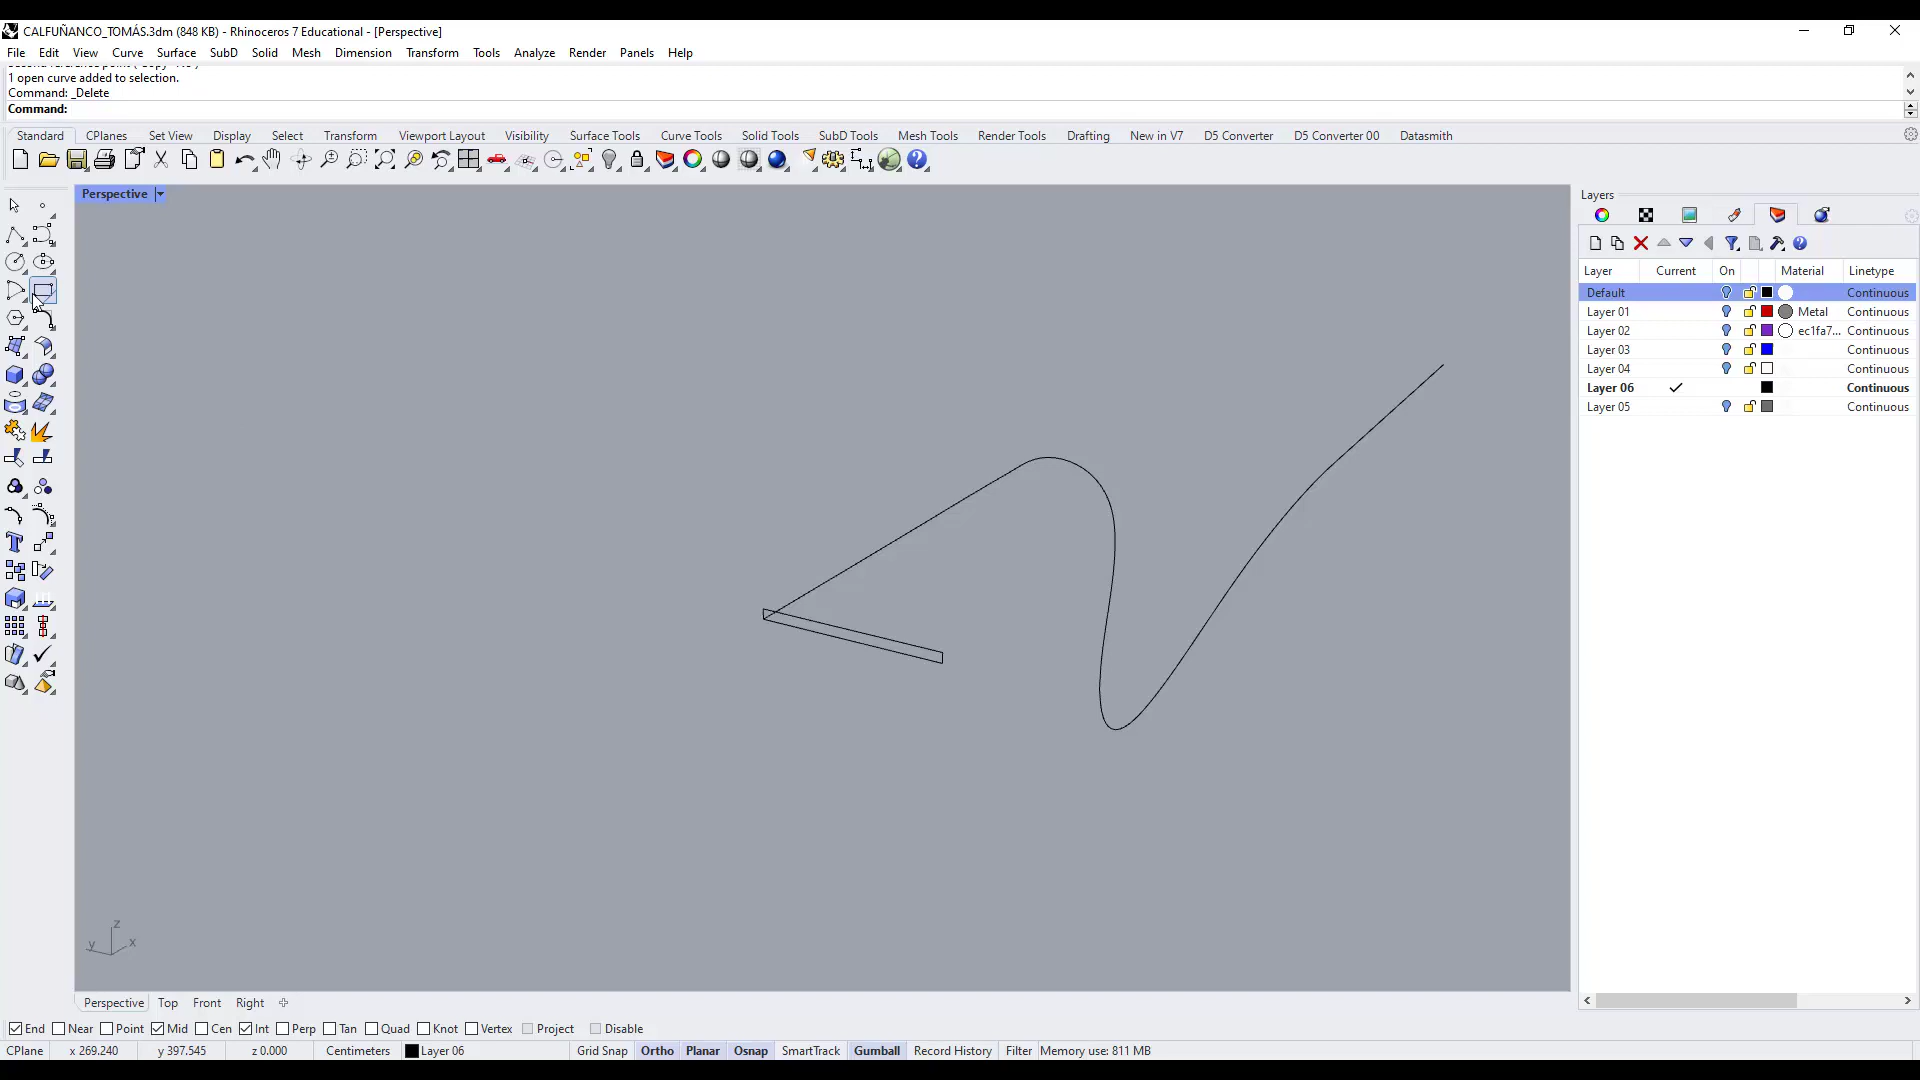 CALFUÑANCO_TOMÁS.3dm (848 KB) - Rhinoceros 7 Educational - [Perspective]
File Edit View Curve Surface SubD Solid Mesh Dimension Transform Tools Analyze Render Panels Help
1 open curve added to selection.
Command: _Delete
Command:
Standard CPlanes Set View Display Select Transform Viewport Layout Visibility Surface Tools Curve Tools Solid Tools SubD Tools Mesh Tools Render Tools Drafting New in V7 D5 Converter D5 Converter 00 Datasmith
Perspective
Layers
Layer Current On Material Linetype
Default Continuous
Layer 01 Metal Continuous
Layer 02 ec1fa7... Continuous
Layer 03 Continuous
Layer 04 Continuous
Layer 06 Continuous
Layer 05 Continuous
z
y x
Perspective Top Front Right
End Near Point Mid Cen Int Perp Tan Quad Knot Vertex Project Disable
CPlane x 269.240 y 397.545 z 0.000 Centimeters Layer 06 Grid Snap Ortho Planar Osnap SmartTrack Gumball Record History Filter Memory use: 811 MB